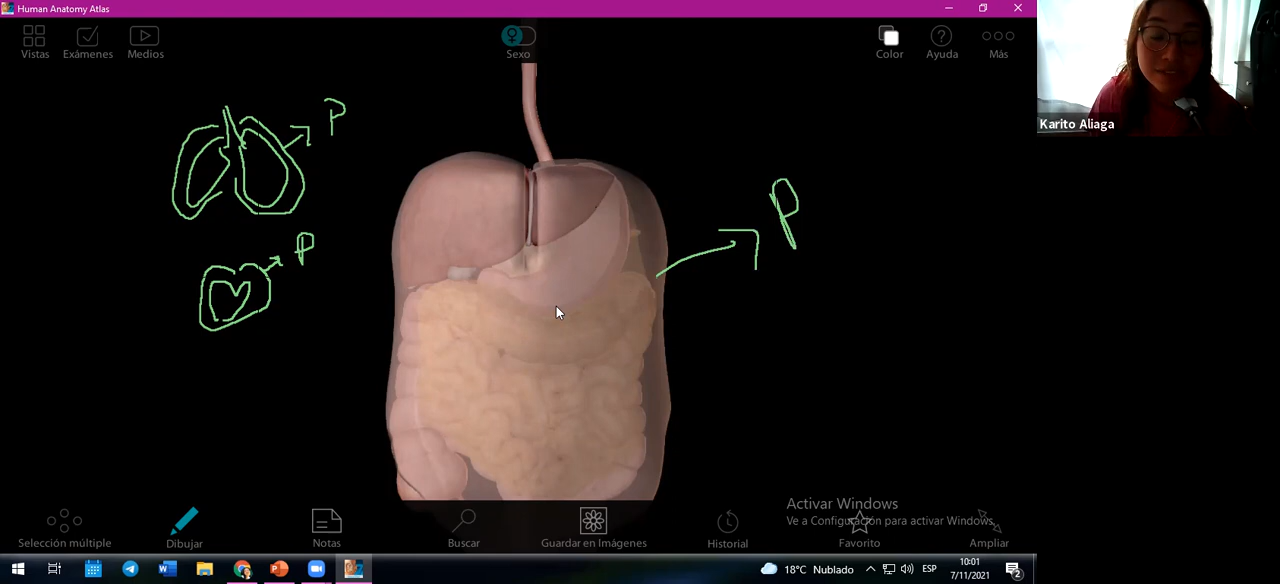 Human Anatomy Atlas
Vistas
Exámenes
Medios
Sexo
Color
Ayuda
Más
Karito Aliaga
P
P
P
Activar Windows
Ve a Configuración para activar Windows.
Selección múltiple
Dibujar
Notas
Buscar
Guardar en Imágenes
Historial
Favorito
Ampliar
18°C Nublado
ESP
10:01
7/11/2021
2